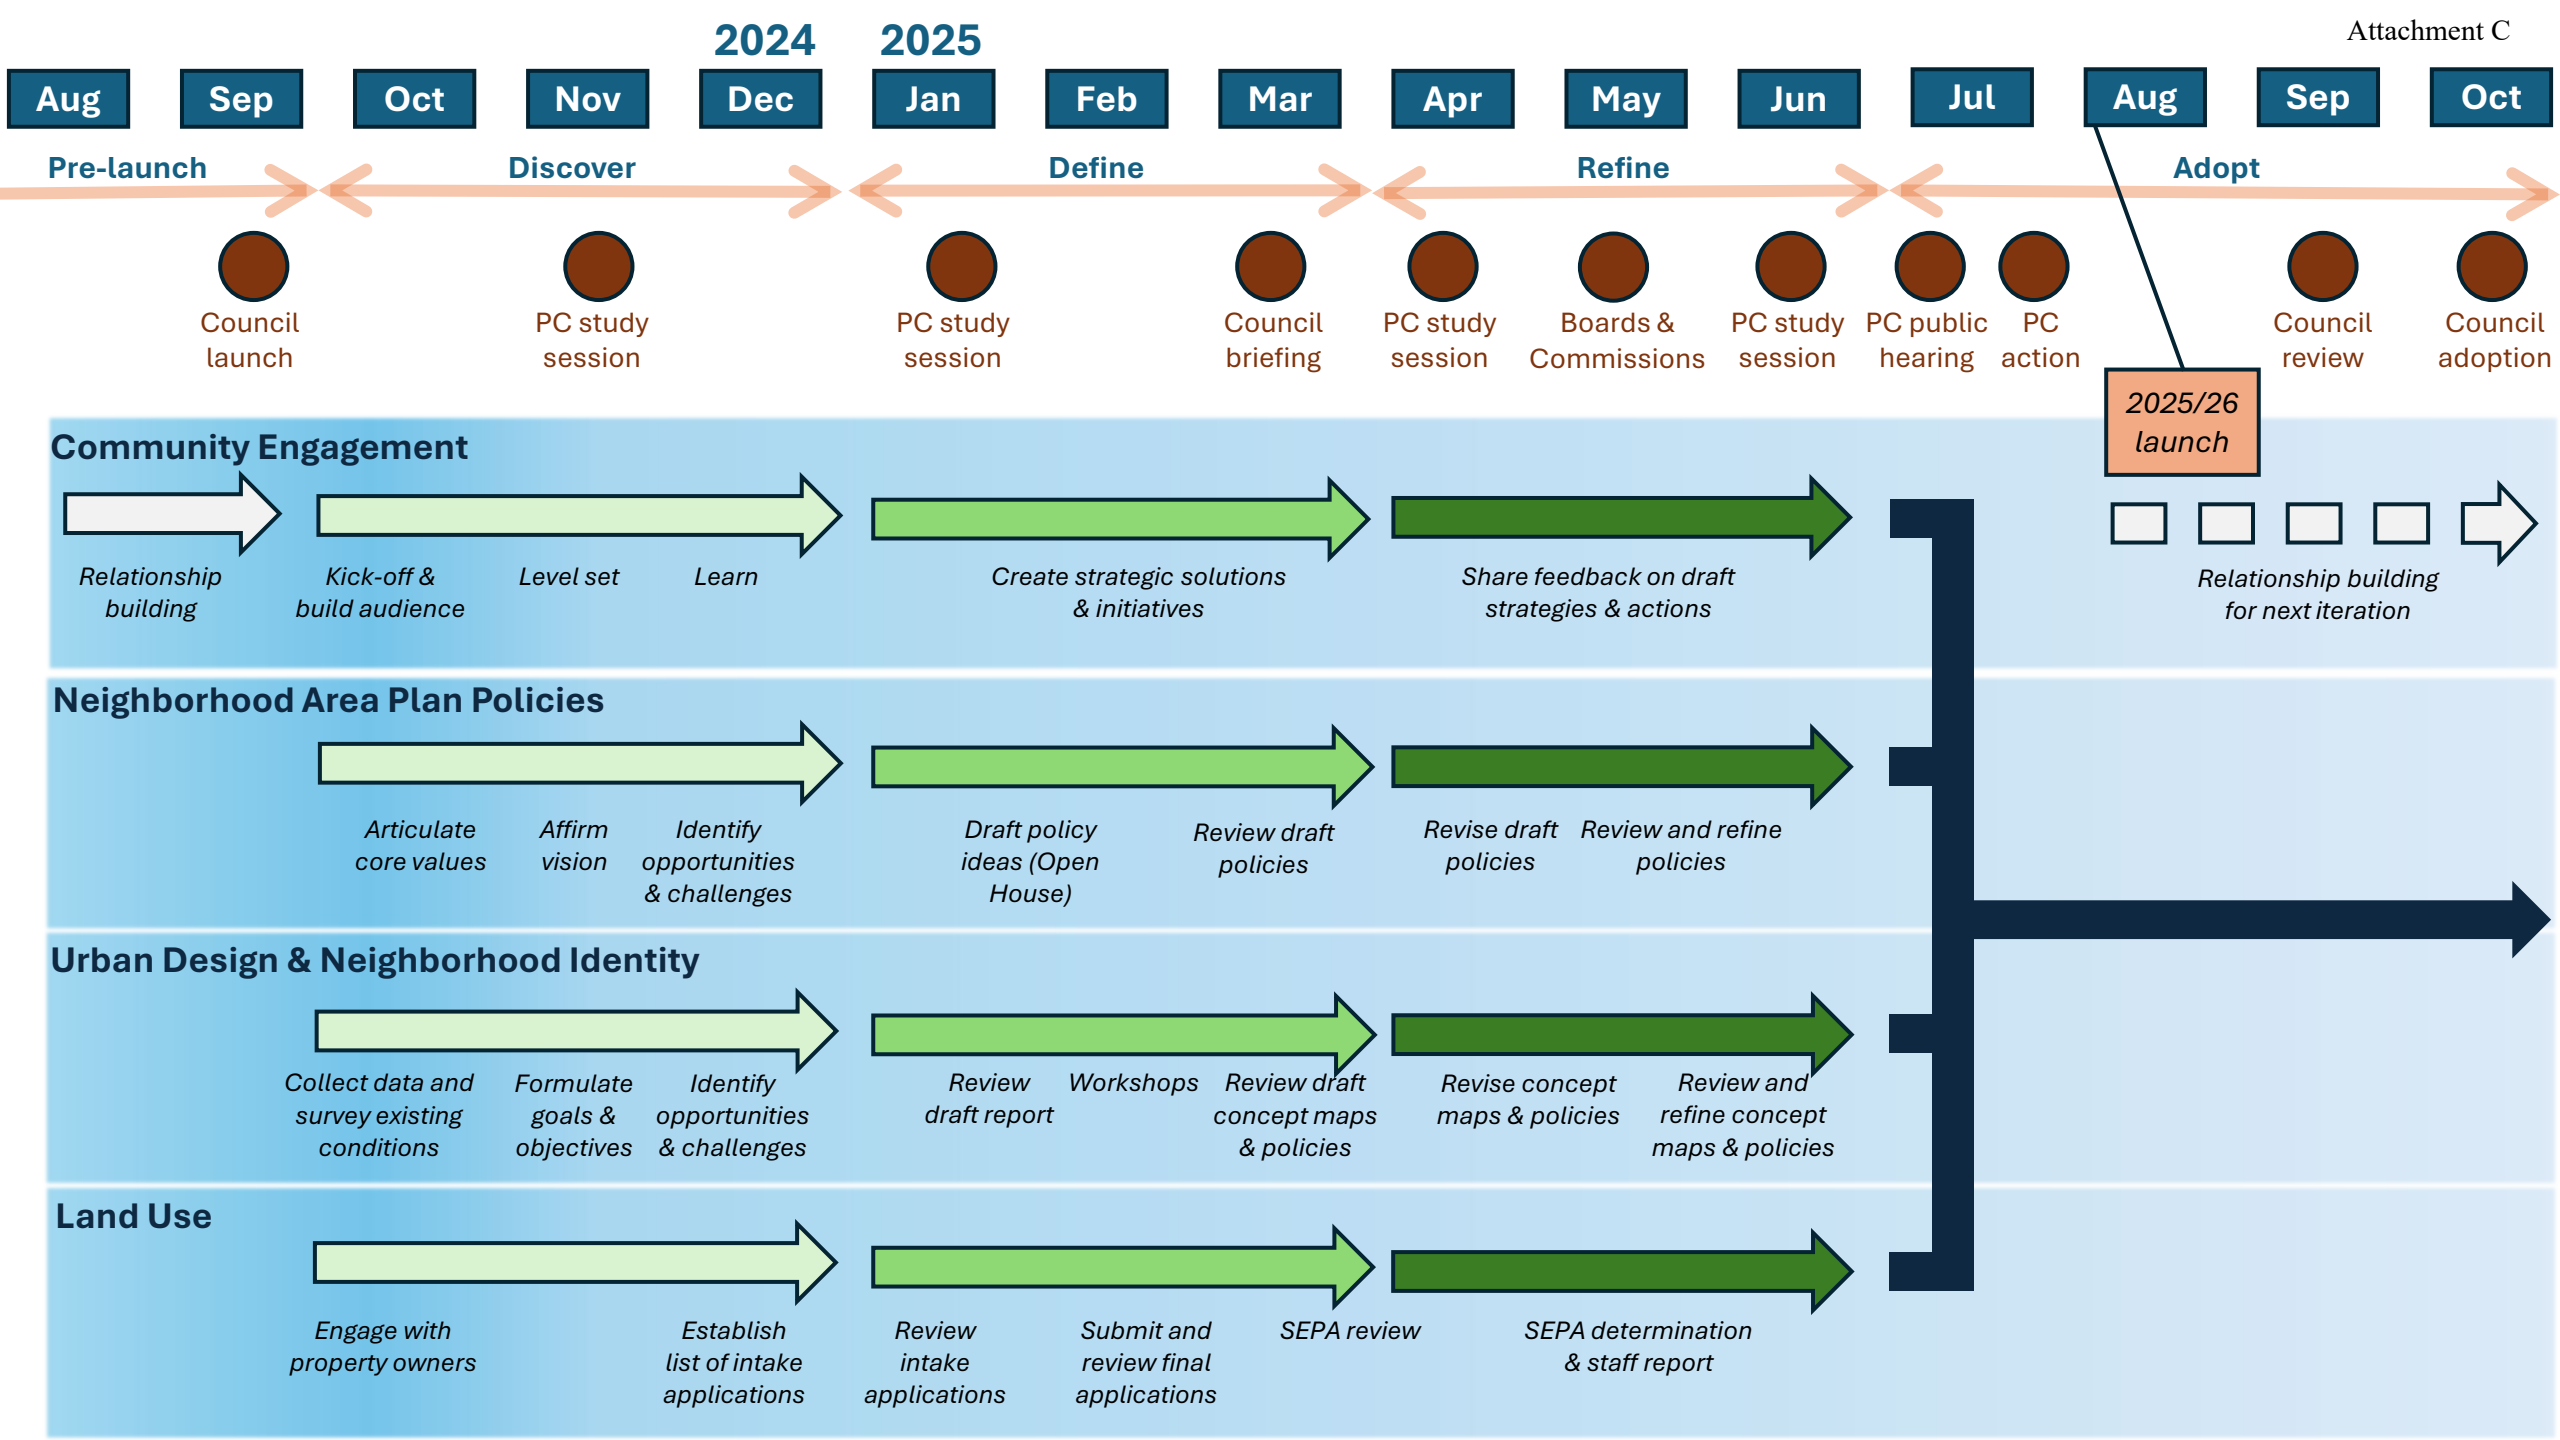 Attachment C
2024 2025
Aug Sep Oct Nov Dec Jan Feb Mar Apr May Jun Jul Aug Sep Oct
Pre-launch Discover Define Refine Adopt
Council
launch
PC study
session
PC study
session
Council
briefing
PC study
session
Boards &
Commissions
PC study
session
PC public
hearing
PC
action
Council
review
Council
adoption
2025/26
launch
Community Engagement
Relationship
building
Kick-off &
build audience
Level set
Learn
Create strategic solutions
& initiatives
Share feedback on draft
strategies & actions
Relationship building
for next iteration
Neighborhood Area Plan Policies
Articulate
core values
Affirm
vision
Identify
opportunities
& challenges
Draft policy
ideas (Open
House)
Review draft
policies
Revise draft
policies
Review and refine
policies
Urban Design & Neighborhood Identity
Collect data and
survey existing
conditions
Formulate
goals &
objectives
Identify
opportunities
& challenges
Review
draft report
Workshops
Review draft
concept maps
& policies
Revise concept
maps & policies
Review and
refine concept
maps & policies
Land Use
Engage with
property owners
Establish
list of intake
applications
Review
intake
applications
Submit and
review final
applications
SEPA review
SEPA determination
& staff report